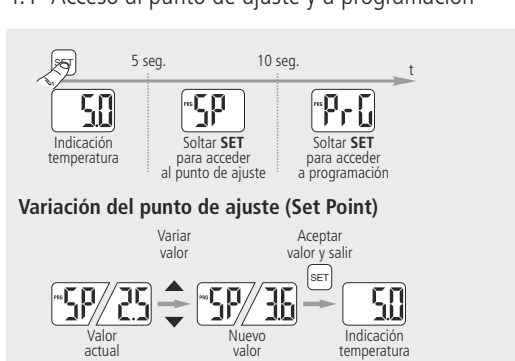 1.1 Acceso al punto de ajuste y a programación
SET
5 seg. 10 seg. t
5.0 PRG SP PRG PrG
Indicación Soltar SET Soltar SET
temperatura para acceder para acceder
al punto de ajuste a programación
Variación del punto de ajuste (Set Point)
Variar Aceptar
valor valor y salir
SET
PRG SP/2.5 PRG SP/3.6 5.0
Valor Nuevo Indicación
actual valor temperatura